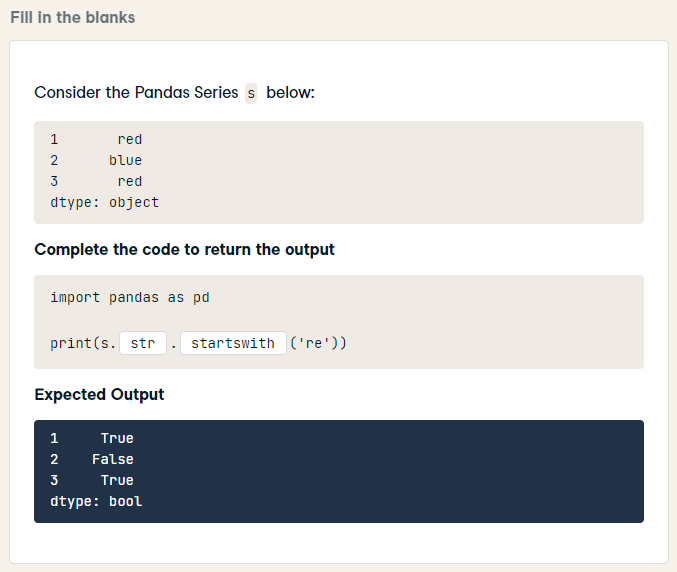 Fill in the blanks
Consider the Pandas Series s below:
1       red
2      blue
3       red
dtype: object
Complete the code to return the output
import pandas as pd
print(s. str . startswith ('re'))
Expected Output
1     True
2    False
3     True
dtype: bool